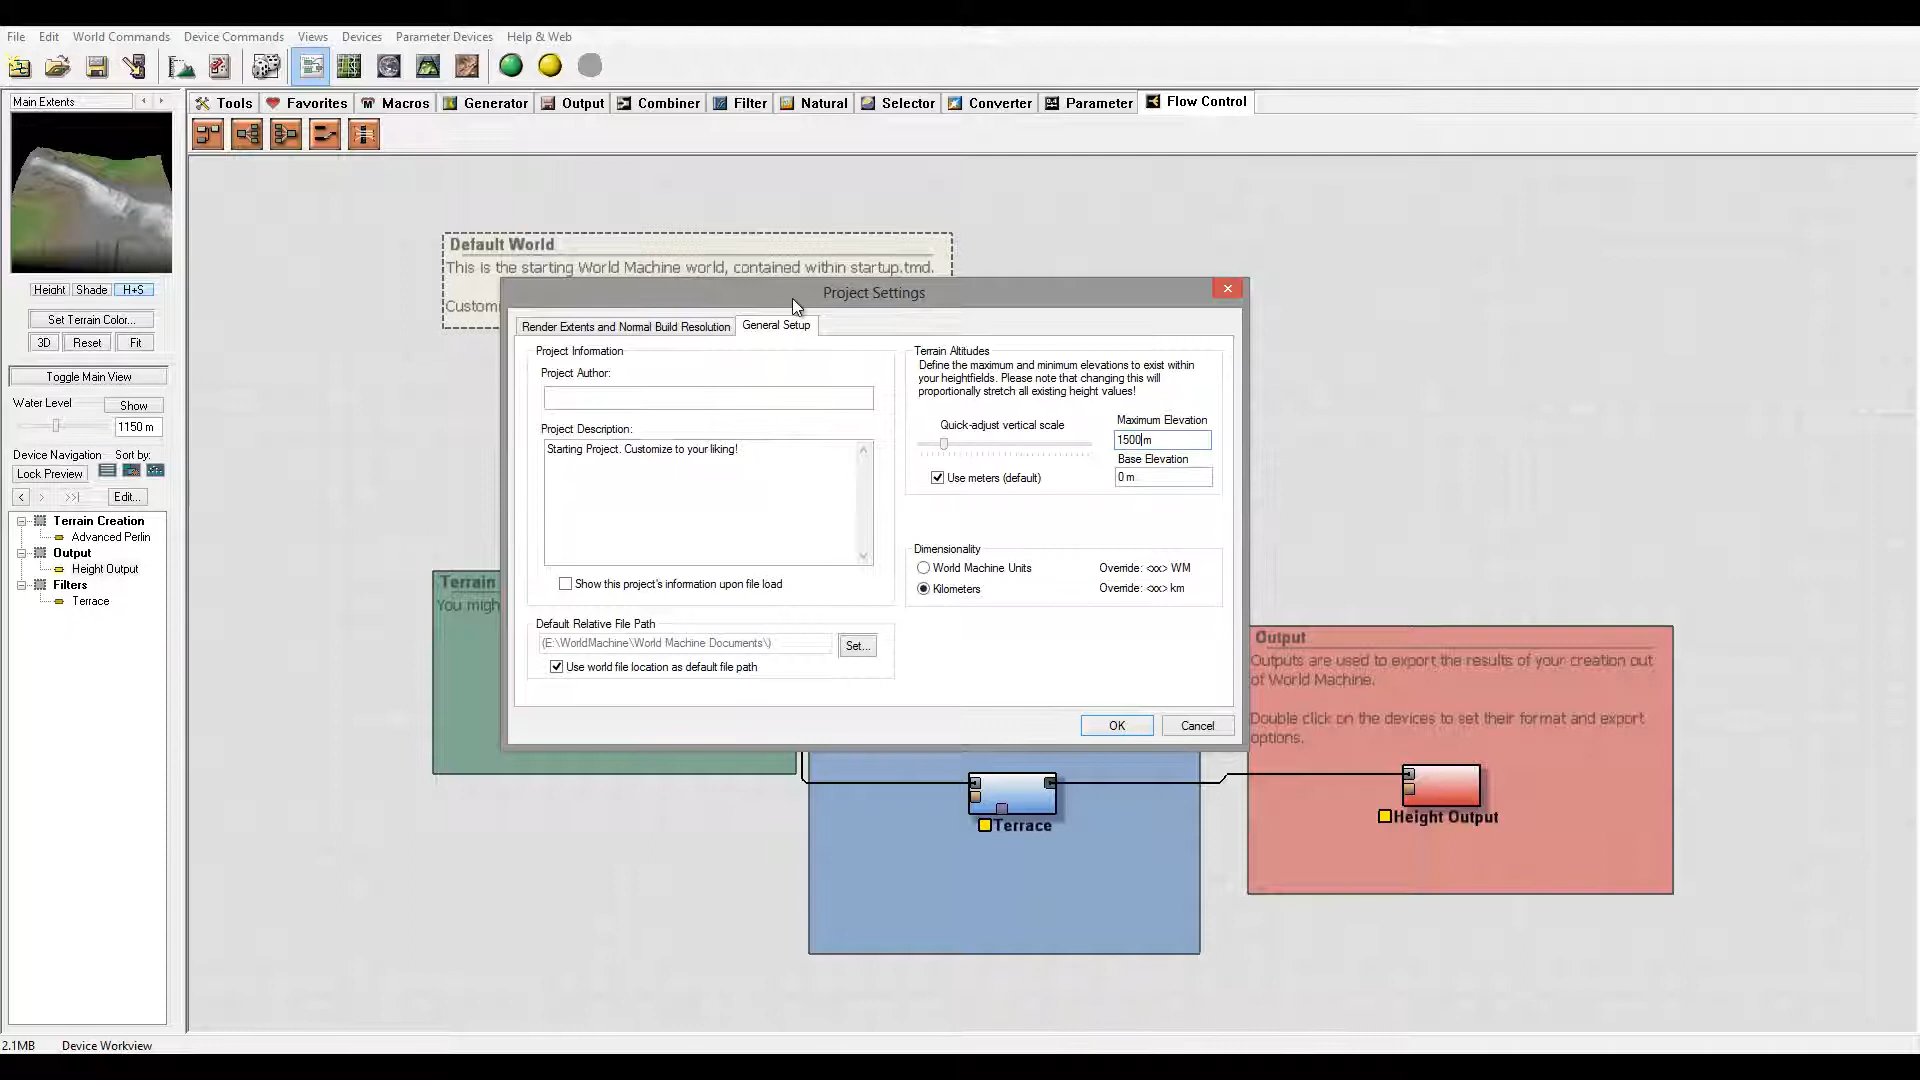 File Edit World Commands Device Commands Views Devices Parameter Devices Help & Web
Main Extents
Tools Favorites Macros Generator Output Combiner Filter Natural Selector Converter Parameter Flow Control
Height Shade H+S
Set Terrain Color...
3D Reset Fit
Toggle Main View
Water Level Show
1150 m
Device Navigation Sort by:
Lock Preview
< > >>| Edit...
Terrain Creation
Advanced Perlin
Output
Height Output
Filters
Terrace
Default World
This is the starting World Machine world, contained within startup.tmd.
Customi
Project Settings
Render Extents and Normal Build Resolution General Setup
Project Information
Project Author:
Project Description:
Starting Project. Customize to your liking!
Show this project's information upon file load
Default Relative File Path
(E:\WorldMachine\World Machine Documents\)
Set...
Use world file location as default file path
Terrain Altitudes
Define the maximum and minimum elevations to exist within
your heightfields. Please note that changing this will
proportionally stretch all existing height values!
Quick-adjust vertical scale
Maximum Elevation
1500 m
Base Elevation
0 m
Use meters (default)
Dimensionality
World Machine Units Override: <xx> WM
Kilometers Override: <xx> km
OK Cancel
Terrain
You migh
Output
Outputs are used to export the results of your creation out
of World Machine.
Double click on the devices to set their format and export
options.
Terrace
Height Output
2.1MB Device Workview